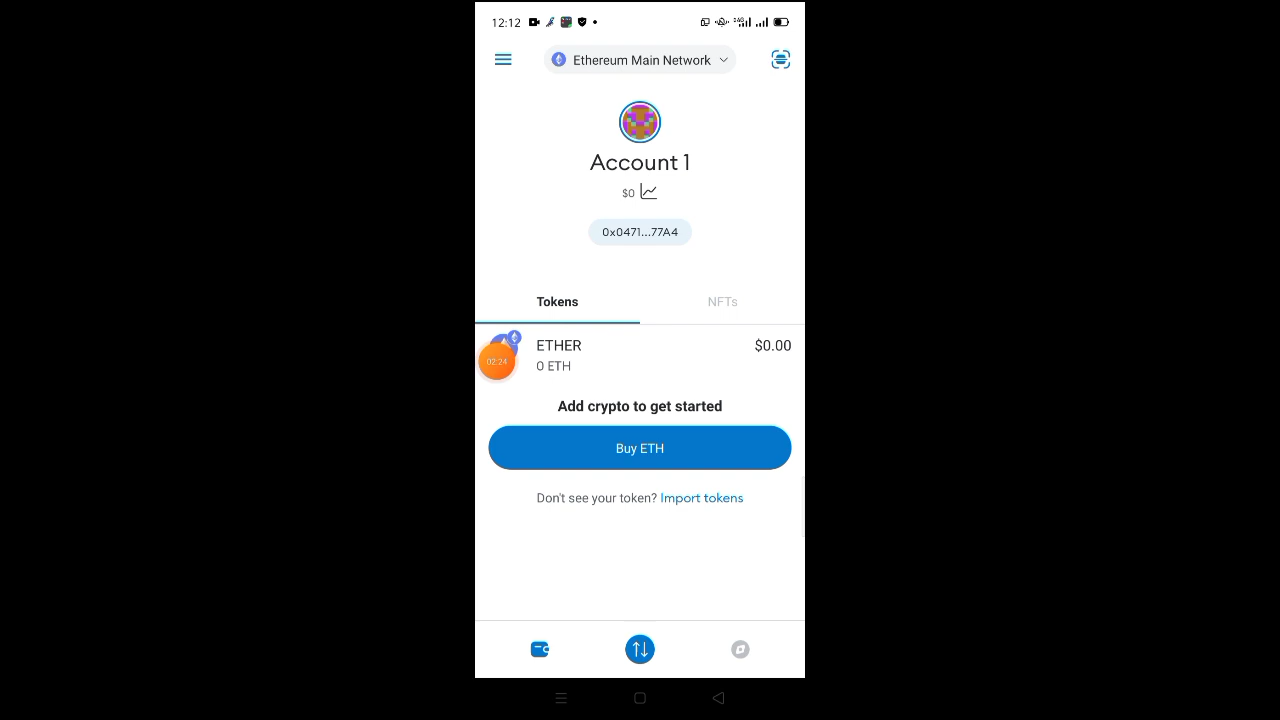 12:12
Ethereum Main Network
Account 1
$0
0x0471...77A4
Tokens NFTs
ETHER $0.00
0 ETH
02:24
Add crypto to get started
Buy ETH
Don't see your token? Import tokens